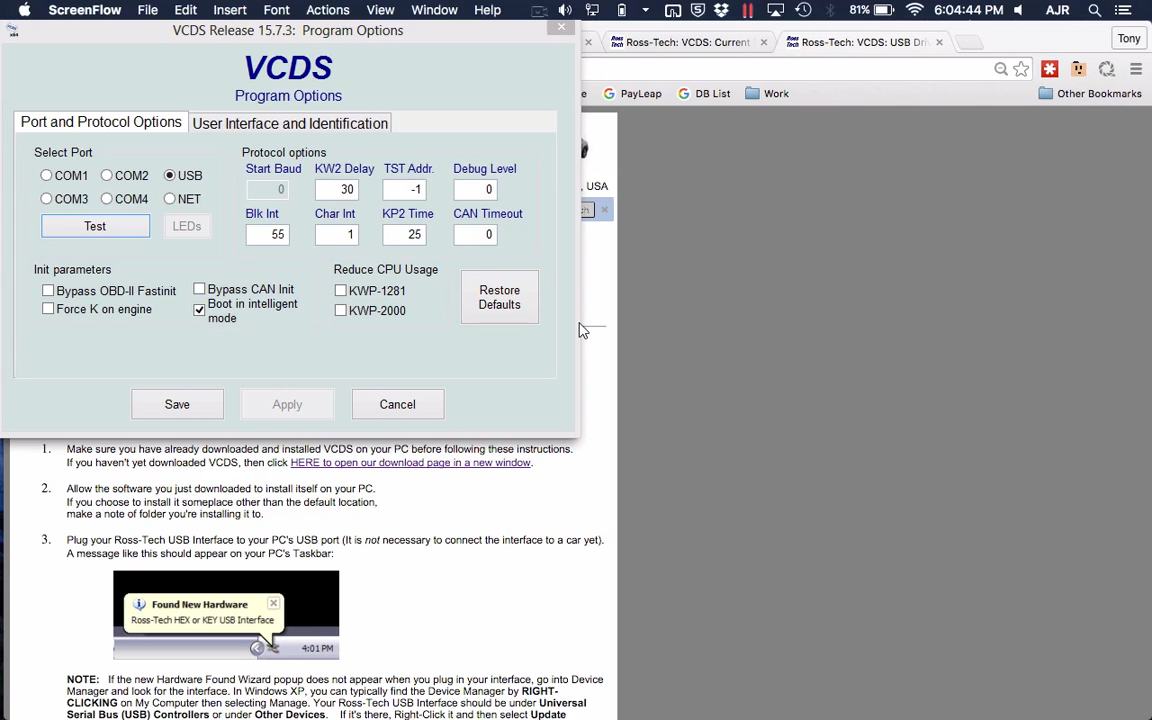 ScreenFlow File Edit Insert Font Actions View Window Help 81% 6:04:44 PM AJR
VCDS Release 15.7.3: Program Options
Ross-Tech: VCDS: Current
Ross-Tech: VCDS: USB Dri
Tony
PayLeap
DB List
Work
Other Bookmarks
VCDS
Program Options
Port and Protocol Options
User Interface and Identification
Select Port
COM1
COM2
USB
COM3
COM4
NET
Test
LEDs
Protocol options
Start Baud
KW2 Delay
TST Addr.
Debug Level
0
30
-1
0
Blk Int
Char Int
KP2 Time
CAN Timeout
55
1
25
0
Init parameters
Bypass OBD-II Fastinit
Force K on engine
Bypass CAN Init
Boot in intelligent
mode
Reduce CPU Usage
KWP-1281
KWP-2000
Restore
Defaults
Save
Apply
Cancel
, USA
1. Make sure you have already downloaded and installed VCDS on your PC before following these instructions.
If you haven't yet downloaded VCDS, then click HERE to open our download page in a new window.
2. Allow the software you just downloaded to install itself on your PC.
If you choose to install it someplace other than the default location,
make a note of folder you're installing it to.
3. Plug your Ross-Tech USB Interface to your PC's USB port (It is not necessary to connect the interface to a car yet).
A message like this should appear on your PC's Taskbar:
Found New Hardware
Ross-Tech HEX or KEY USB Interface
4:01 PM
NOTE: If the new Hardware Found Wizard popup does not appear when you plug in your interface, go into Device
Manager and look for the interface. In Windows XP, you can typically find the Device Manager by RIGHT-
CLICKING on My Computer then selecting Manage. Your Ross-Tech USB Interface should be under Universal
Serial Bus (USB) Controllers or under Other Devices. If it's there, Right-Click it and then select Update